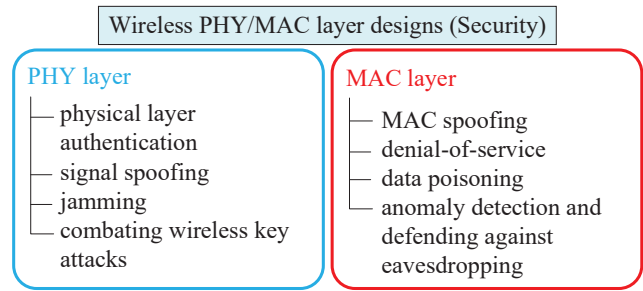 Wireless PHY/MAC layer designs (Security)
PHY layer
physical layer
authentication
signal spoofing
jamming
combating wireless key
attacks
MAC layer
MAC spoofing
denial-of-service
data poisoning
anomaly detection and
defending against
eavesdropping